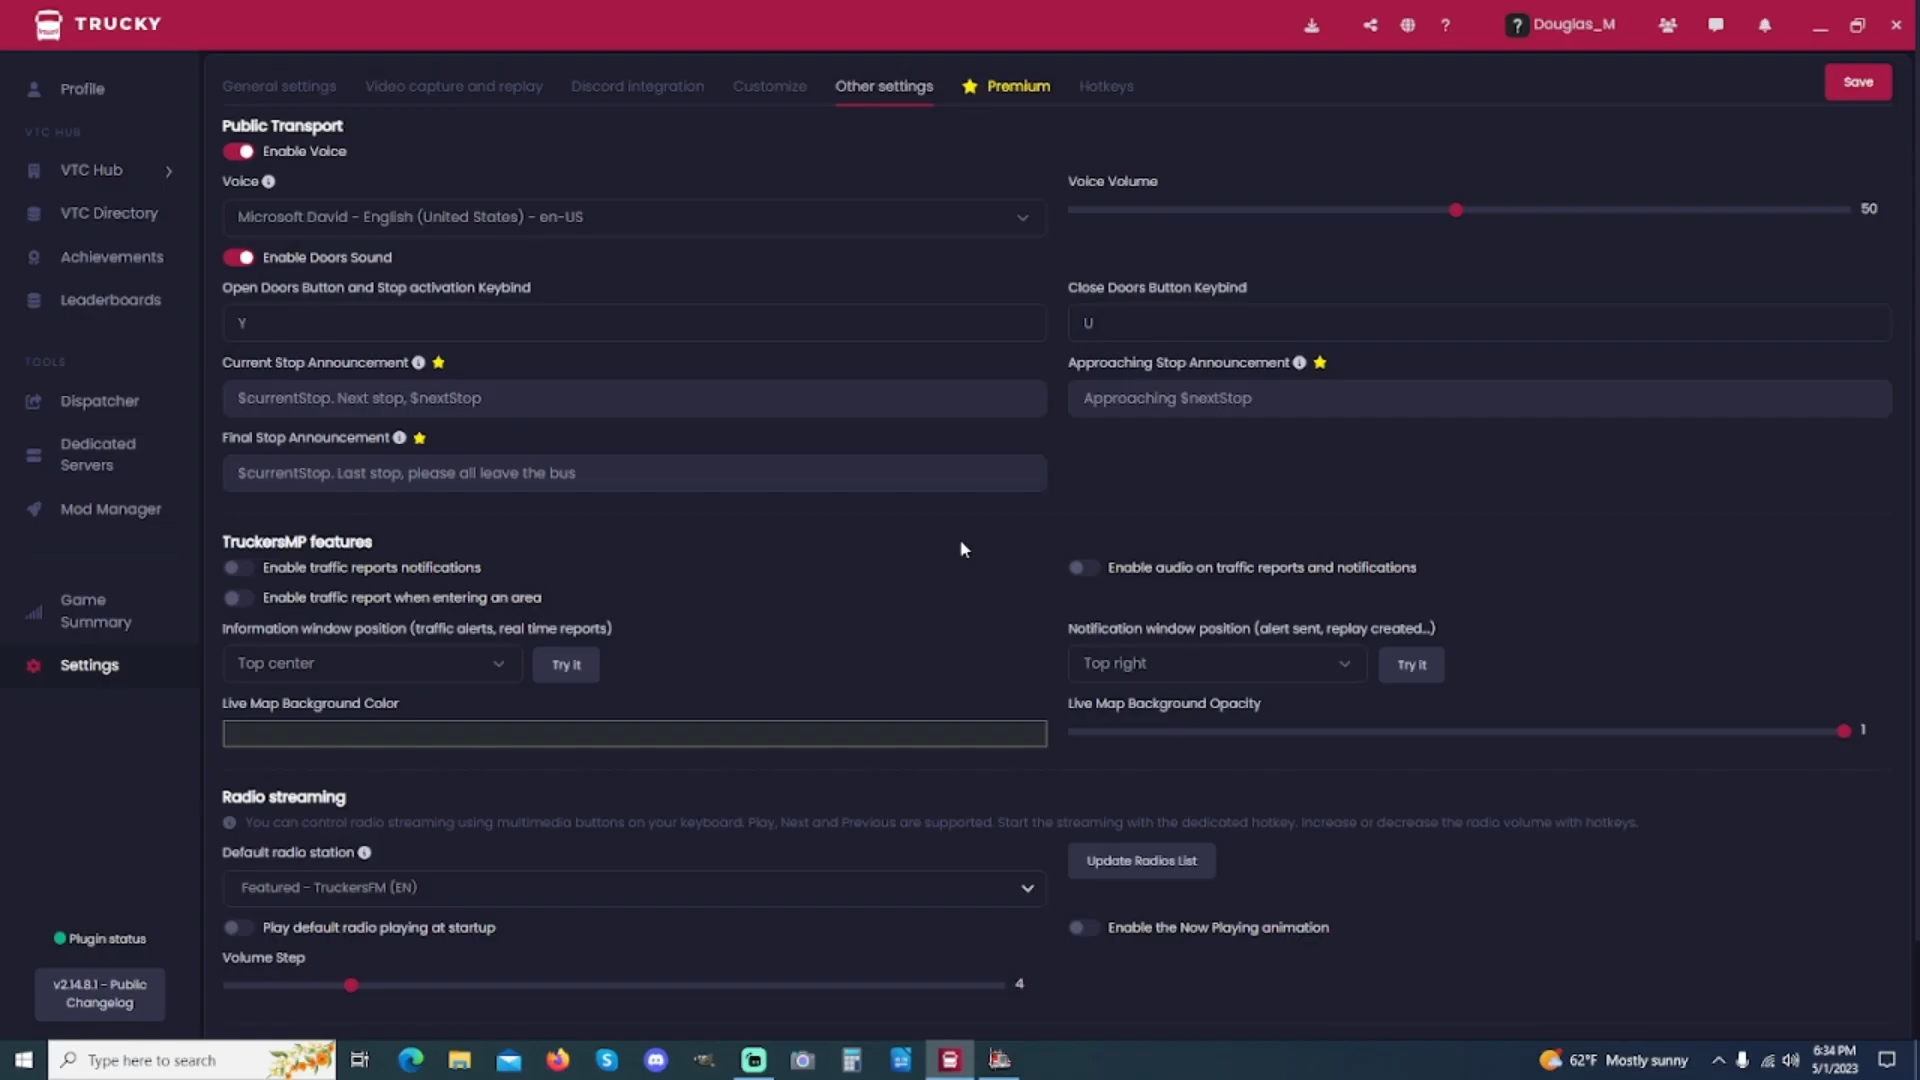 TRUCKY
? Douglas_M
Profile
VTC HUB
VTC Hub
VTC Directory
Achievements
Leaderboards
TOOLS
Dispatcher
Dedicated
Servers
Mod Manager
Game
Summary
Settings
Plugin status
v2.14.8.1 - Public
Changelog
General settings
Video capture and replay
Discord integration
Customize
Other settings
Premium
Hotkeys
Save
Public Transport
Enable Voice
Voice
Voice Volume
Microsoft David - English (United States) - en-US
50
Enable Doors Sound
Open Doors Button and Stop activation Keybind
Close Doors Button Keybind
Y
U
Current Stop Announcement
Approaching Stop Announcement
$currentStop. Next stop, $nextStop
Approaching $nextStop
Final Stop Announcement
$currentStop. Last stop, please all leave the bus
TruckersMP features
Enable traffic reports notifications
Enable audio on traffic reports and notifications
Enable traffic report when entering an area
Information window position (traffic alerts, real time reports)
Notification window position (alert sent, replay created...)
Top center
Try it
Top right
Try it
Live Map Background Color
Live Map Background Opacity
1
Radio streaming
You can control radio streaming using multimedia buttons on your keyboard. Play, Next and Previous are supported. Start the streaming with the dedicated hotkey. Increase or decrease the radio volume with hotkeys.
Default radio station
Update Radios List
Featured - TruckersFM (EN)
Play default radio playing at startup
Enable the Now Playing animation
Volume Step
4
Type here to search
62°F Mostly sunny
6:34 PM
5/1/2023